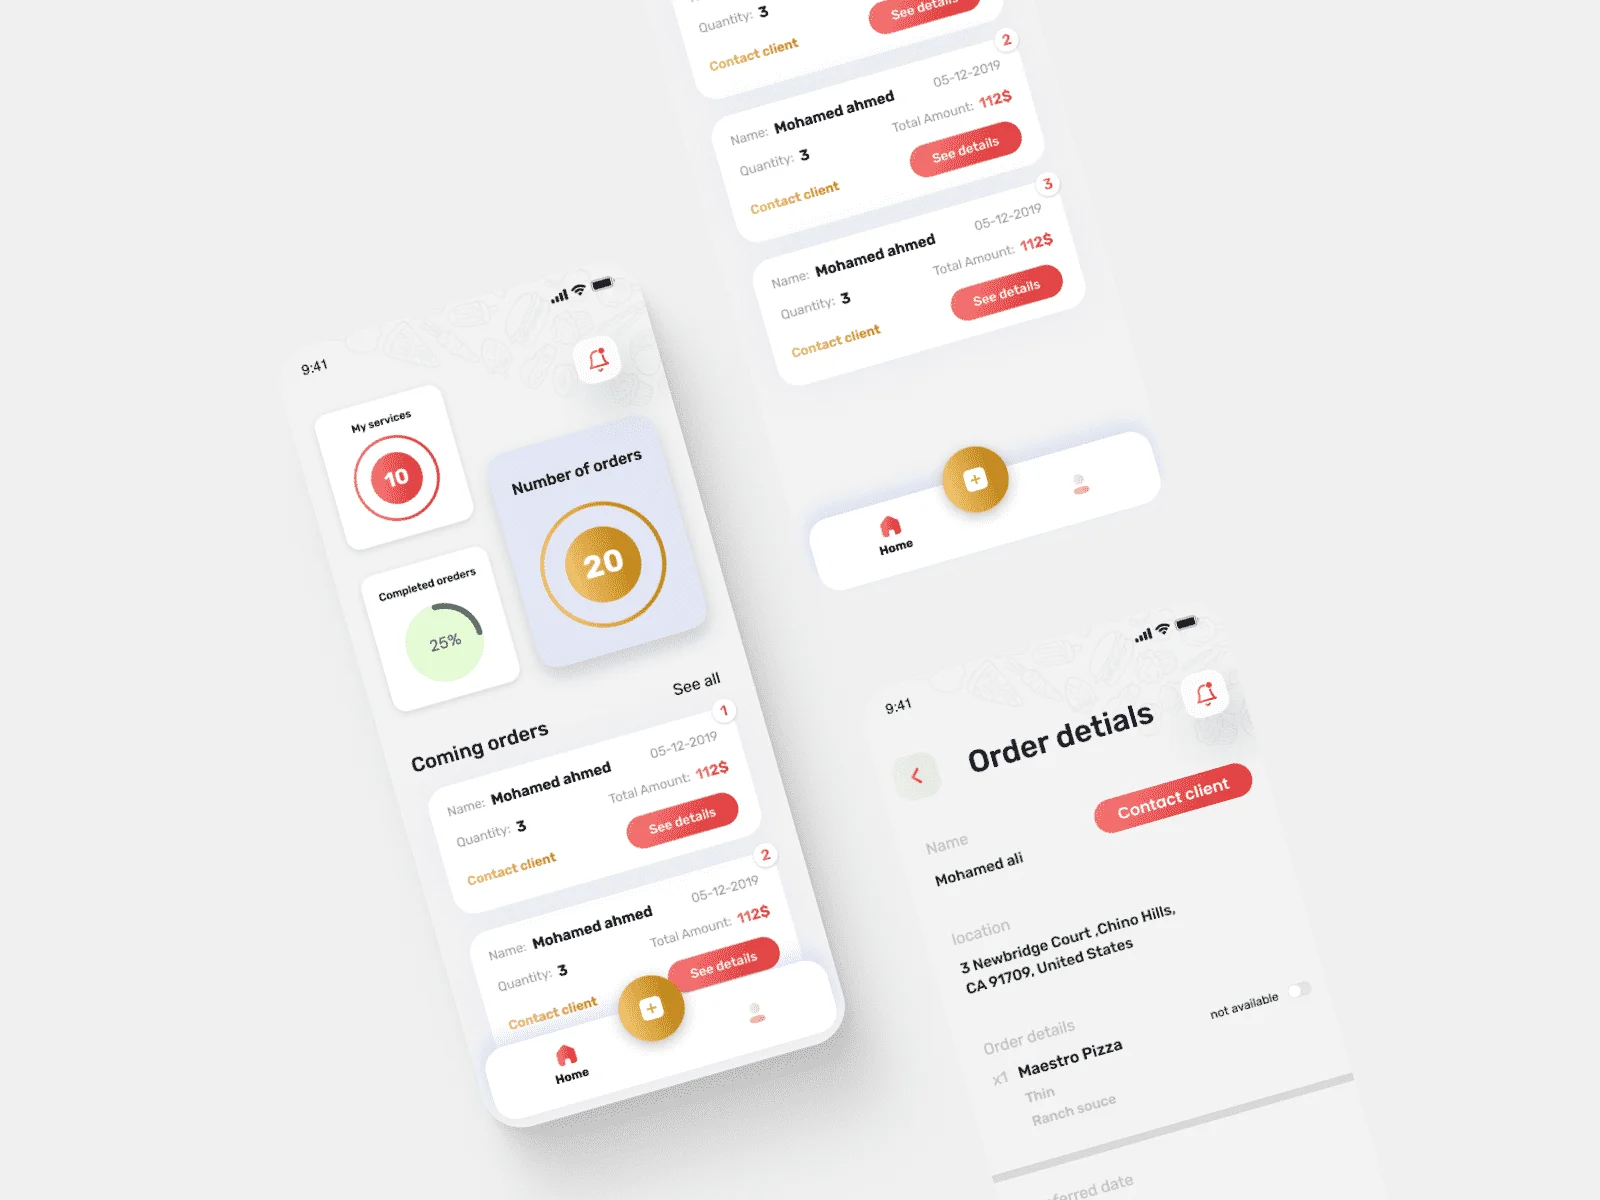 9:41
My services
10
Number of orders
20
Completed oreders
25%
See all
Coming orders
1
05-12-2019
Name: Mohamed ahmed
Total Amount: 112$
Quantity: 3
See details
Contact client
2
05-12-2019
Name: Mohamed ahmed
Total Amount: 112$
Quantity: 3
See details
Contact client
Home
Quantity: 3
See details
Contact client
2
05-12-2019
Name: Mohamed ahmed
Total Amount: 112$
Quantity: 3
See details
Contact client
3
05-12-2019
Name: Mohamed ahmed
Total Amount: 112$
Quantity: 3
See details
Contact client
Home
9:41
Order detials
Contact client
Name
Mohamed ali
location
3 Newbridge Court ,Chino Hills,
CA 91709, United States
Order details
not available
x1 Maestro Pizza
Thin
Ranch souce
date